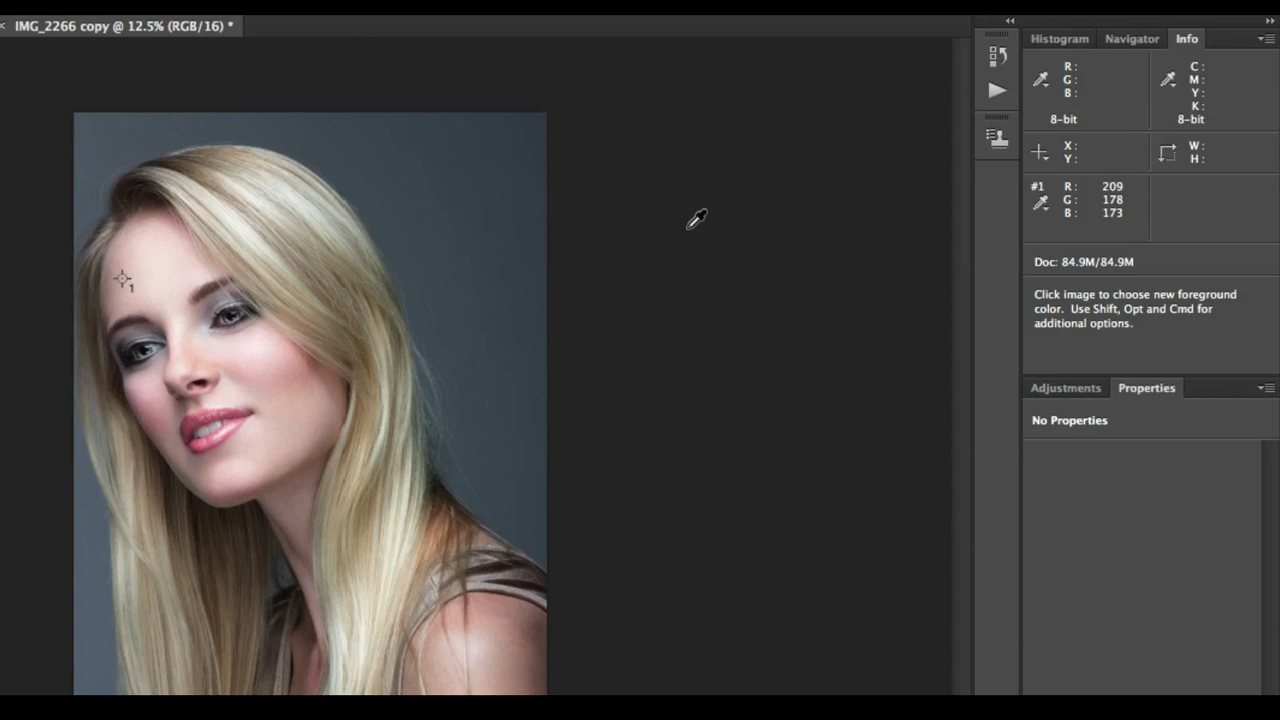 × IMG_2266 copy @ 12.5% (RGB/16) *
Histogram Navigator Info
R :
G :
B :
8-bit
C :
M :
Y :
K :
8-bit
X :
Y :
W :
H :
#1 R : 209
G : 178
B : 173
Doc: 84.9M/84.9M
Click image to choose new foreground
color. Use Shift, Opt and Cmd for
additional options.
Adjustments Properties
No Properties
1